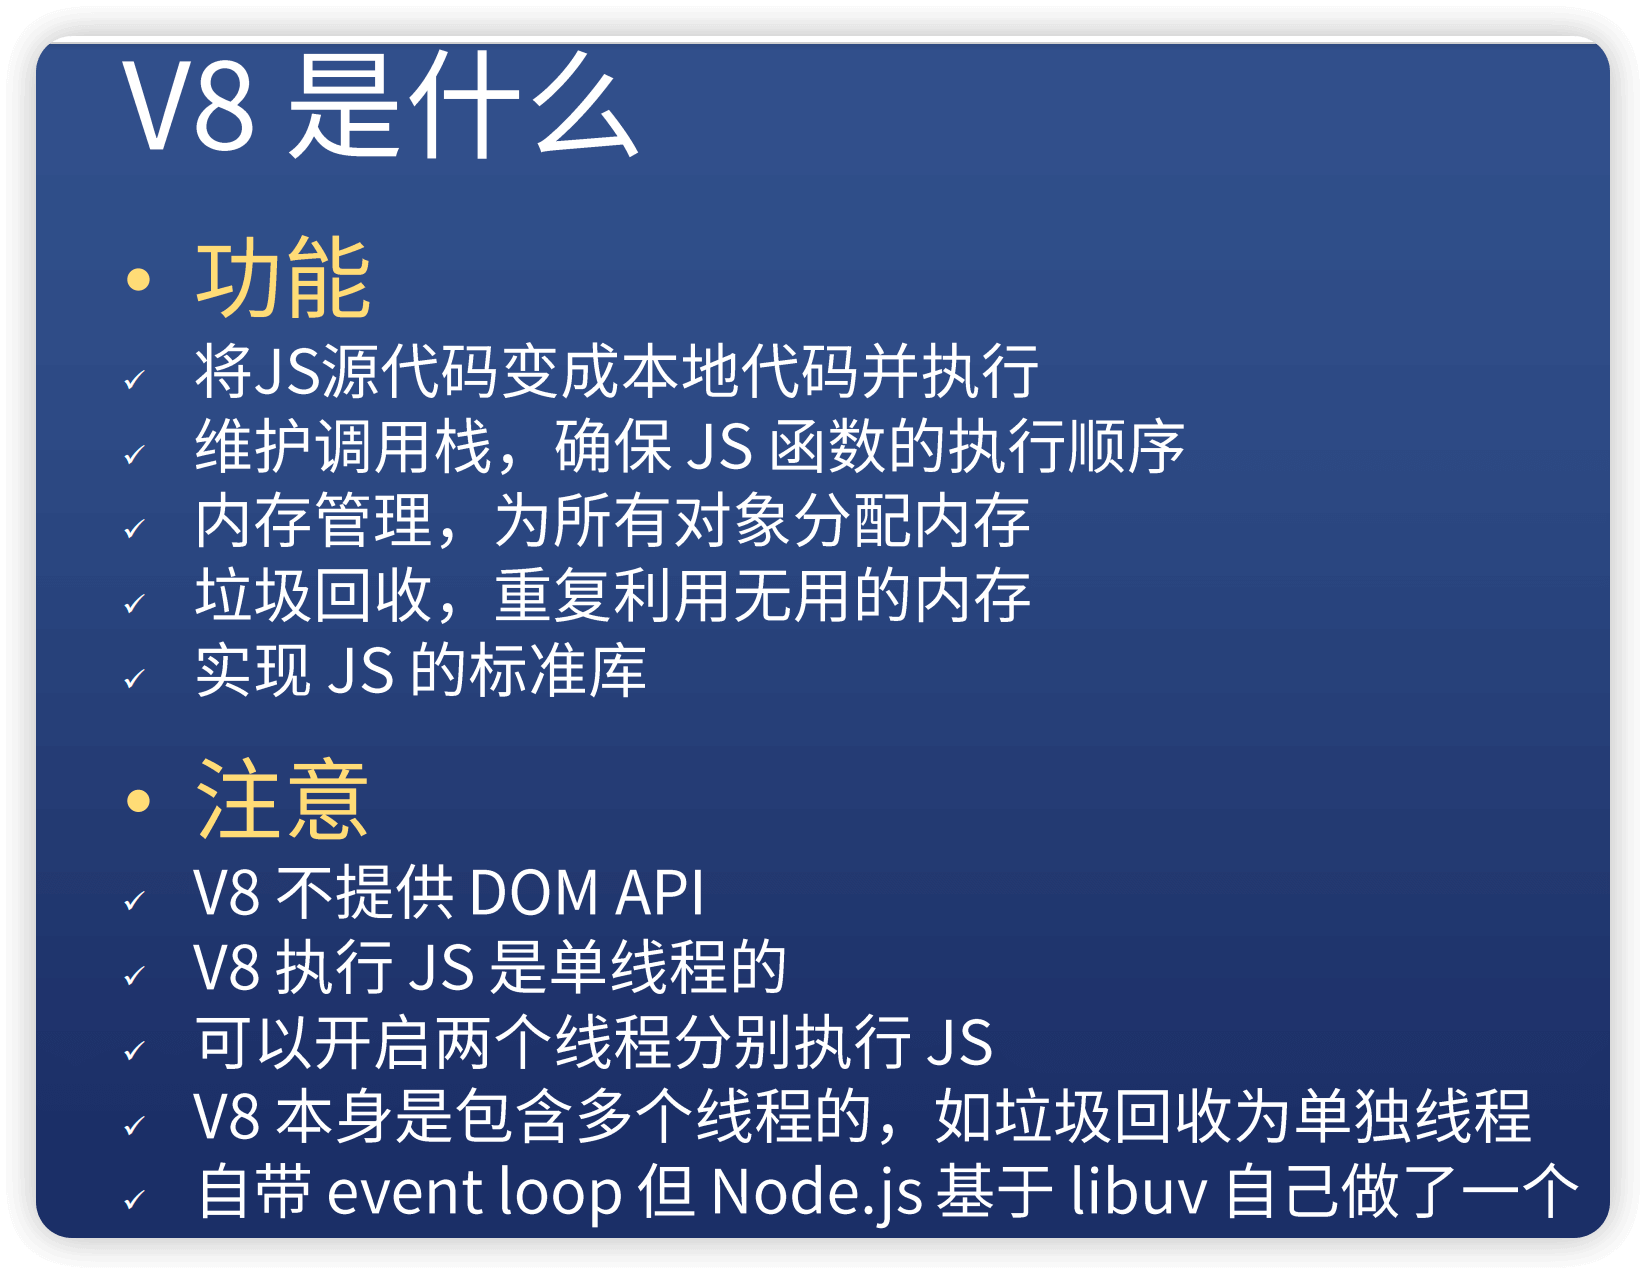 V8 是什么
• 功能
✓ 将JS源代码变成本地代码并执行
✓ 维护调用栈，确保 JS 函数的执行顺序
✓ 内存管理，为所有对象分配内存
✓ 垃圾回收，重复利用无用的内存
✓ 实现 JS 的标准库
• 注意
✓ V8 不提供 DOM API
✓ V8 执行 JS 是单线程的
✓ 可以开启两个线程分别执行 JS
✓ V8 本身是包含多个线程的，如垃圾回收为单独线程
✓ 自带 event loop 但 Node.js 基于 libuv 自己做了一个